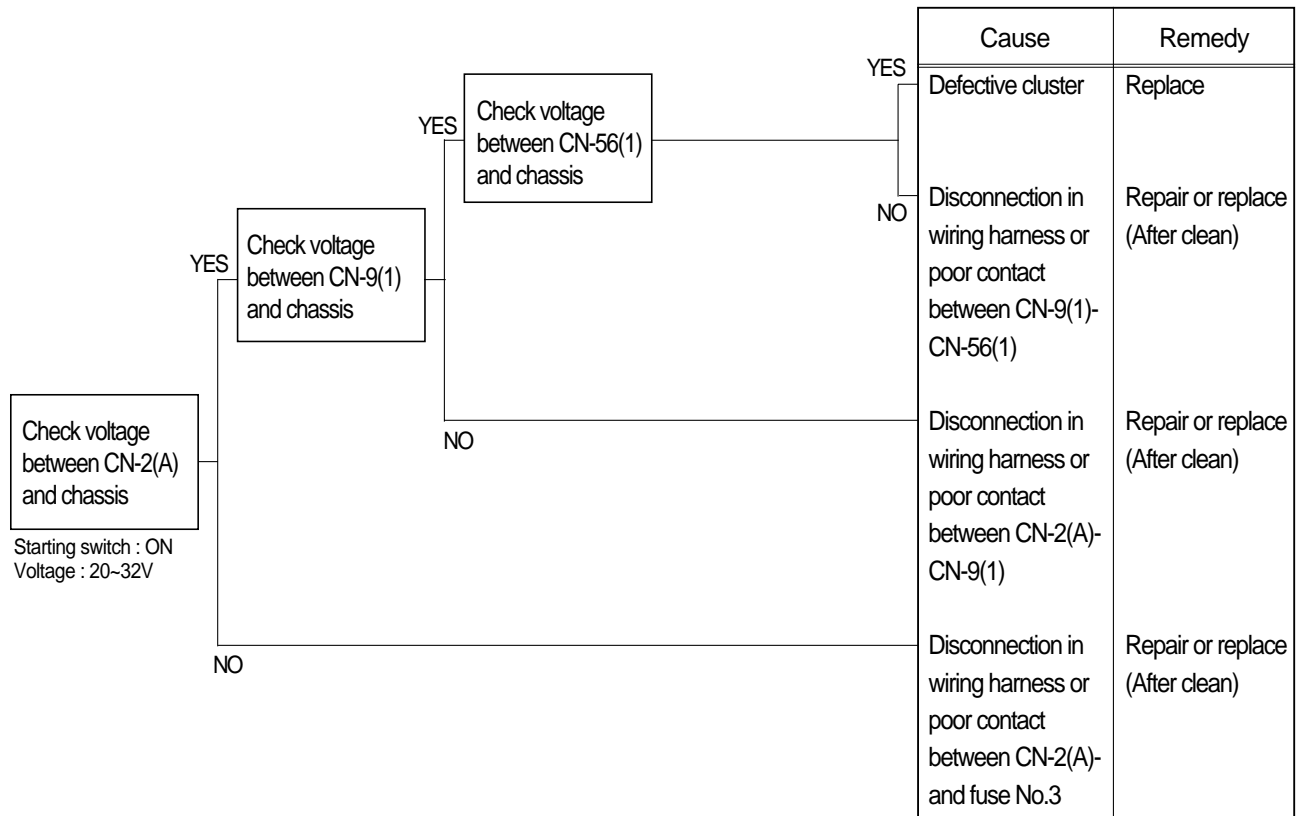 Cause
Remedy
YES
Defective cluster
Replace
Check voltage
between CN-56(1)
and chassis
YES
NO
Disconnection in
wiring harness or
poor contact
between CN-9(1)-
CN-56(1)
Repair or replace
(After clean)
Check voltage
between CN-9(1)
and chassis
YES
NO
Disconnection in
wiring harness or
poor contact
between CN-2(A)-
CN-9(1)
Repair or replace
(After clean)
Check voltage
between CN-2(A)
and chassis
Starting switch : ON
Voltage : 20~32V
NO
Disconnection in
wiring harness or
poor contact
between CN-2(A)-
and fuse No.3
Repair or replace
(After clean)